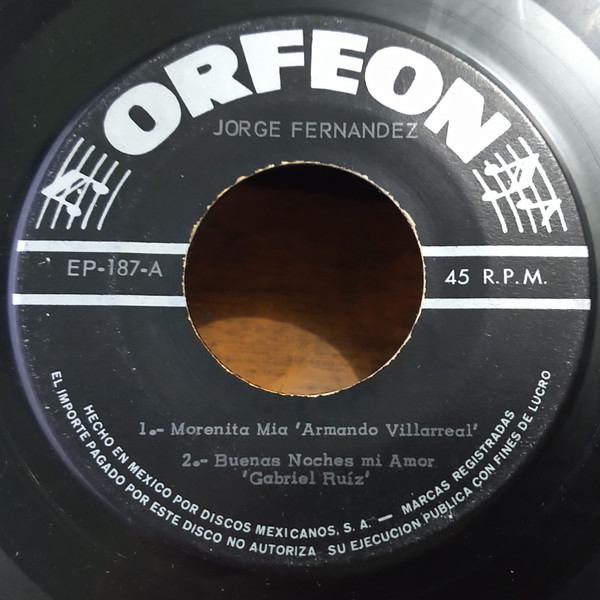 ORFEON
JORGE FERNANDEZ
EP-187-A
45 R.P.M.
1.- Morenita Mia 'Armando Villarreal'
2.- Buenas Noches mi Amor
'Gabriel Ruíz'
HECHO EN MEXICO POR DISCOS MEXICANOS, S. A. — MARCAS REGISTRADAS
EL IMPORTE PAGADO POR ESTE DISCO NO AUTORIZA SU EJECUCION PUBLICA CON FINES DE LUCRO